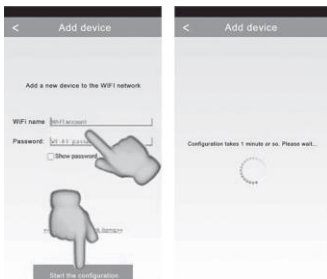 < Add device
Add a new device to the WIFI network
WiFi name
Password:
Show password
Start the configuration
< Add device
Configuration takes 1 minute or so. Please wait...